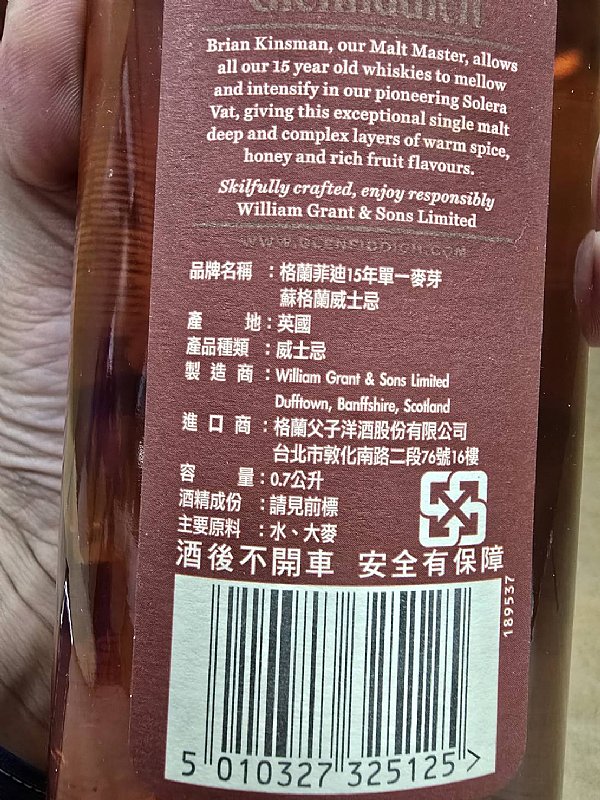 Glenfiddich
Brian Kinsman, our Malt Master, allows
all our 15 year old whiskies to mellow
and intensify in our pioneering Solera
Vat, giving this exceptional single malt
deep and complex layers of warm spice,
honey and rich fruit flavours.
Skilfully crafted, enjoy responsibly
William Grant & Sons Limited
WWW.GLENFIDDICH.COM
品牌名稱：格蘭菲迪15年單一麥芽
蘇格蘭威士忌
產 地：英國
產品種類：威士忌
製造商：William Grant & Sons Limited
Dufftown, Banffshire, Scotland
進口商：格蘭父子洋酒股份有限公司
台北市敦化南路二段76號16樓
容 量：0.7公升
酒精成份：請見前標
主要原料：水、大麥
酒後不開車 安全有保障
189537
5 010327 325125 >